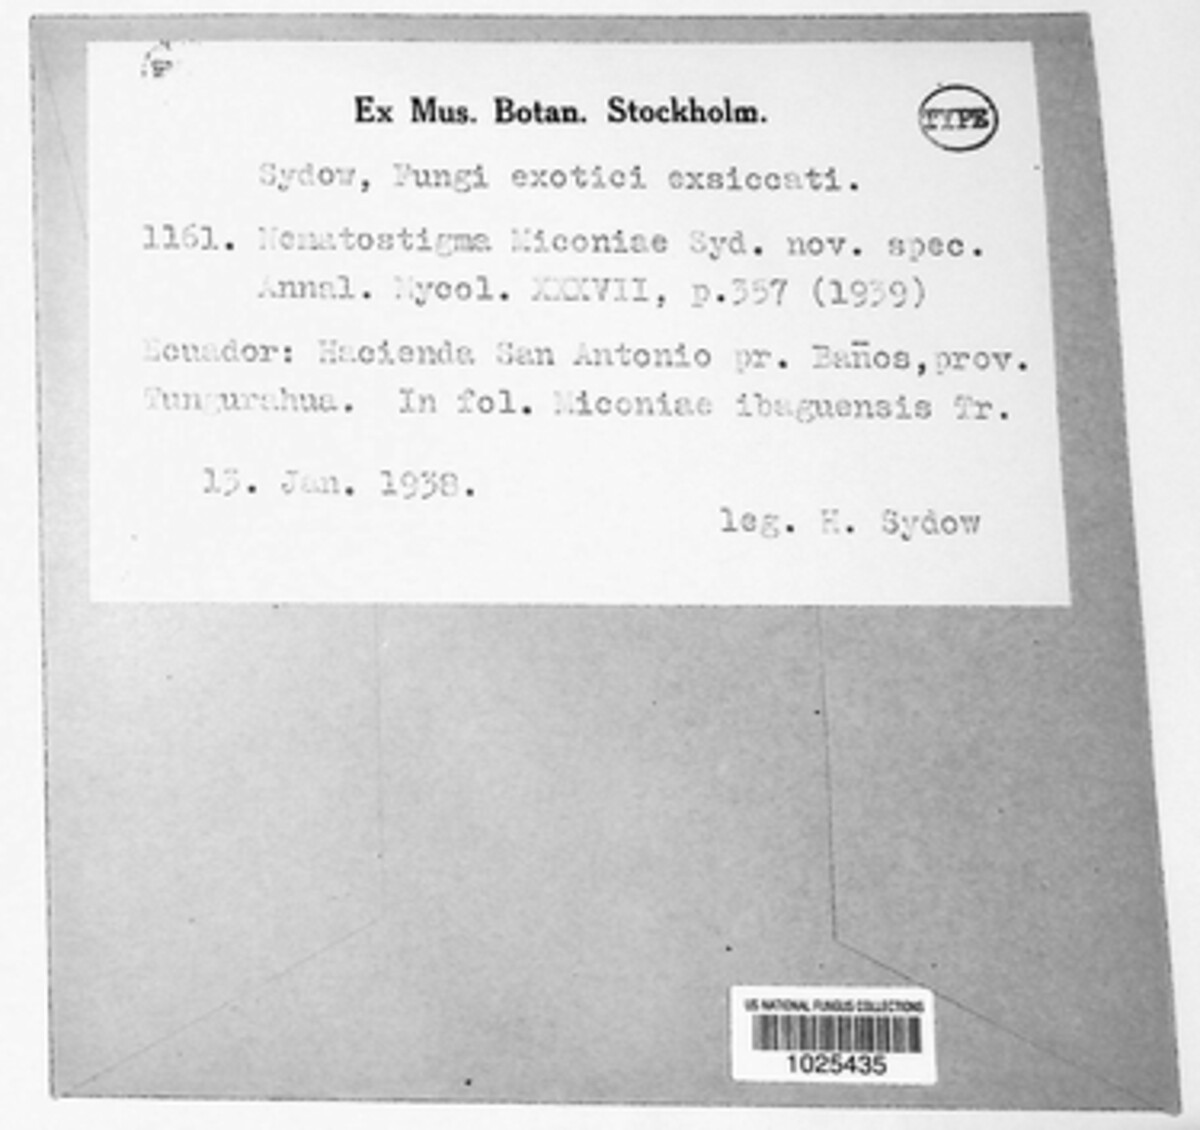 Ex Mus. Botan. Stockholm.
TYPE
Sydow, Fungi exotici exsiccati.
1161. Nematostigma Miconiae Syd. nov. spec.
Annal. Mycol. XXXVII, p.357 (1939)
Ecuador: Hacienda San Antonio pr. Baños, prov.
Tungurahua. In fol. Miconiae ibaguensis Tr.
13. Jan. 1938.
leg. H. Sydow
US NATIONAL FUNGUS COLLECTIONS
1025435